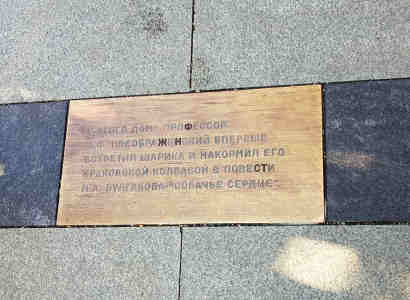 У ЭТОГО ДОМА ПРОФЕССОР
Ф.Ф. ПРЕОБРАЖЕНСКИЙ ВПЕРВЫЕ
ВСТРЕТИЛ ШАРИКА И НАКОРМИЛ ЕГО
КРАКОВСКОЙ КОЛБАСОЙ В ПОВЕСТИ
М.А. БУЛГАКОВА "СОБАЧЬЕ СЕРДЦЕ".